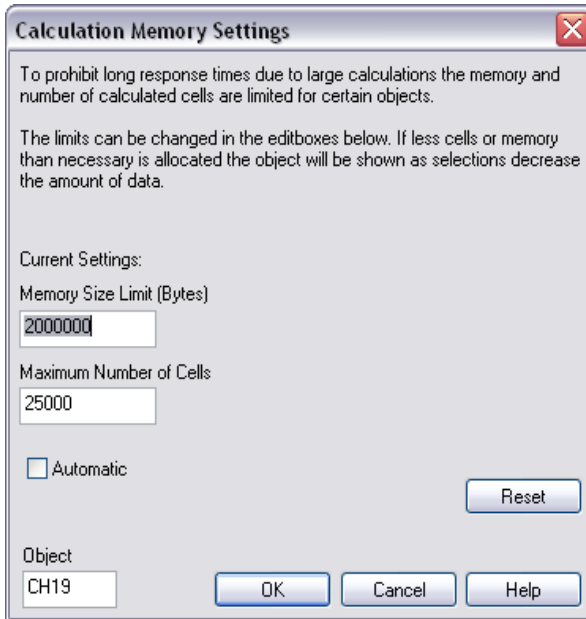 Calculation Memory Settings
To prohibit long response times due to large calculations the memory and
number of calculated cells are limited for certain objects.
The limits can be changed in the editboxes below. If less cells or memory
than necessary is allocated the object will be shown as selections decrease
the amount of data.
Current Settings:
Memory Size Limit (Bytes)
2000000
Maximum Number of Cells
25000
Automatic
Reset
Object
CH19
OK
Cancel
Help